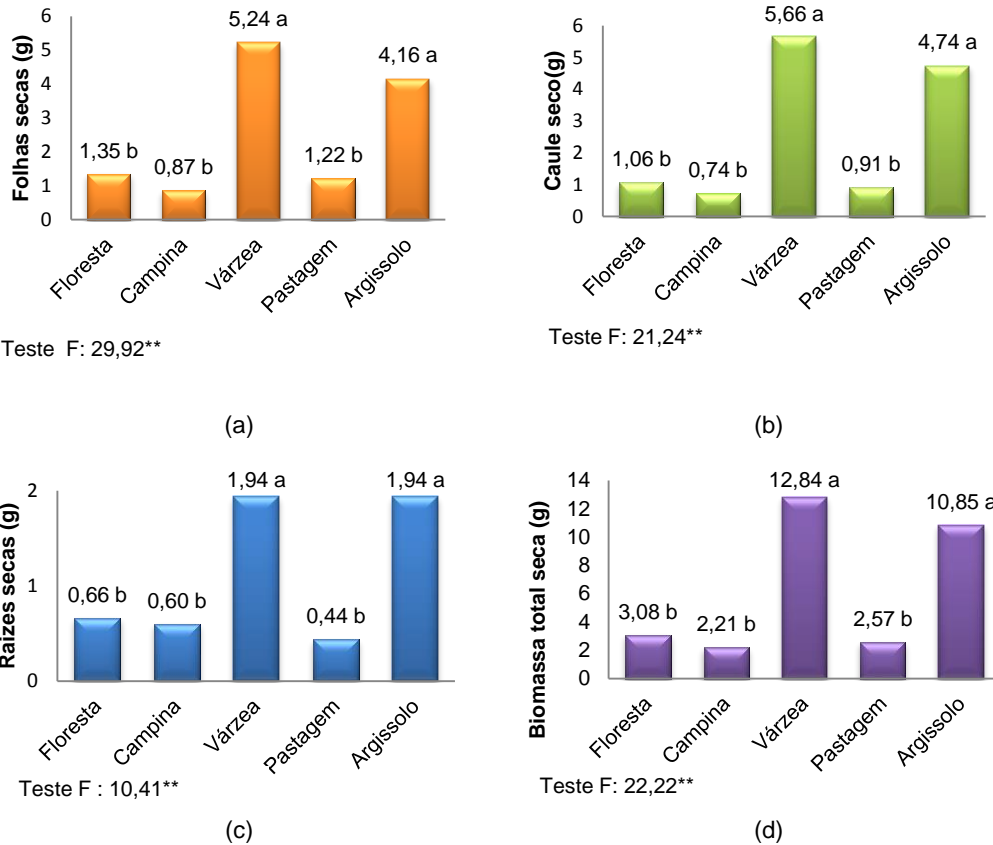 Folhas secas (g)
6
5
4
3
2
1
0
1,35 b
0,87 b
5,24 a
1,22 b
4,16 a
Floresta
Campina
Várzea
Pastagem
Argissolo
Teste F: 29,92**
(a)
Caule seco(g)
6
5
4
3
2
1
0
1,06 b
0,74 b
5,66 a
0,91 b
4,74 a
Floresta
Campina
Várzea
Pastagem
Argissolo
Teste F: 21,24**
(b)
Raizes secas (g)
2
1
0
0,66 b
0,60 b
1,94 a
0,44 b
1,94 a
Floresta
Campina
Várzea
Pastagem
Argissolo
Teste F : 10,41**
(c)
Biomassa total seca (g)
14
12
10
8
6
4
2
0
3,08 b
2,21 b
12,84 a
2,57 b
10,85 a
Floresta
Campina
Várzea
Pastagem
Argissolo
Teste F: 22,22**
(d)